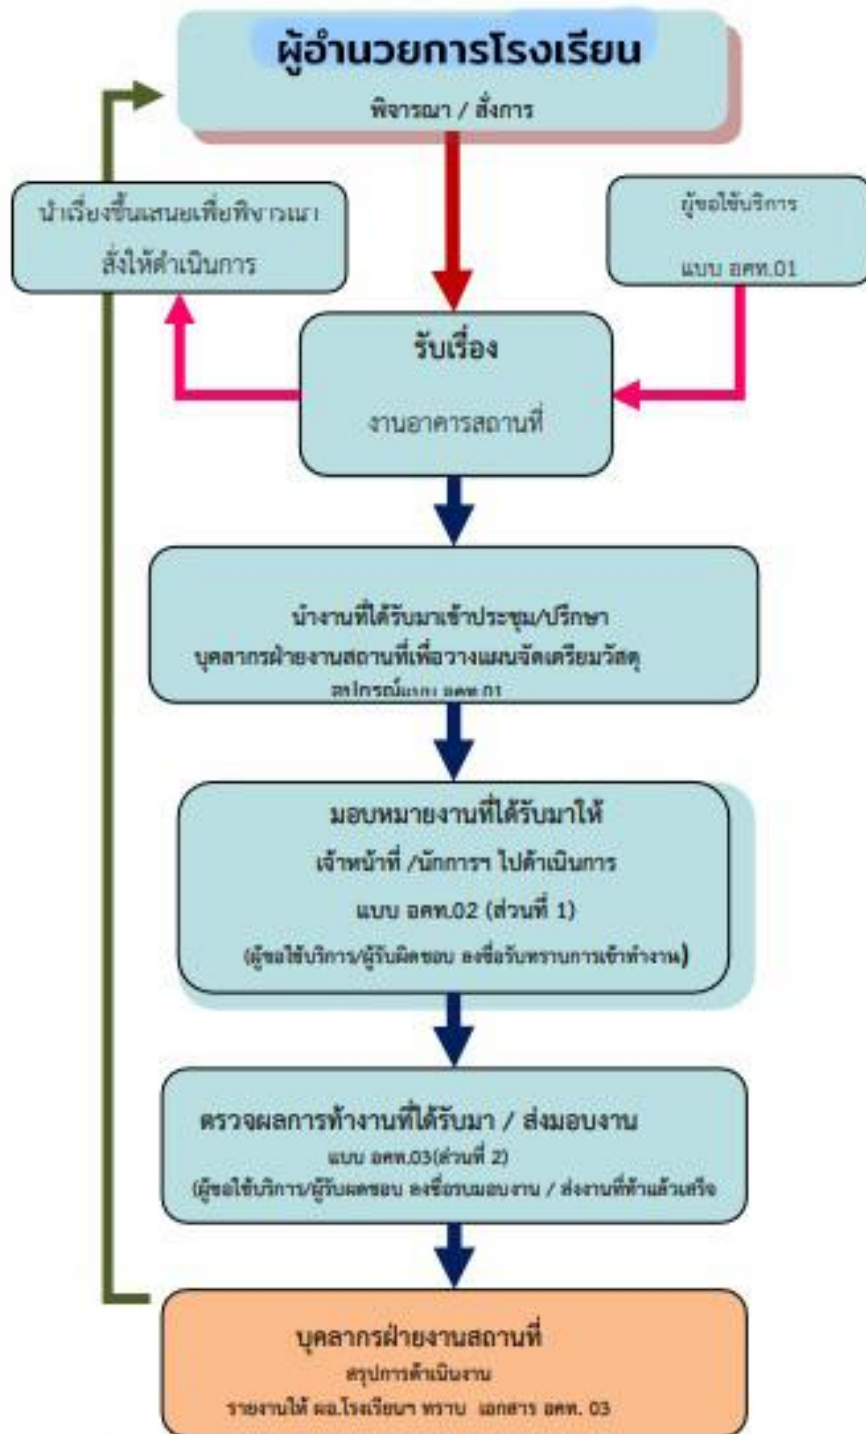 ผู้อำนวยการโรงเรียน
พิจารณา / สั่งการ
นำเรื่องขึ้นเสนอเพื่อพิจารณา
สั่งให้ดำเนินการ
ผู้ขอใช้บริการ
แบบ อคท.01
รับเรื่อง
งานอาคารสถานที่
นำงานที่ได้รับมาเข้าประชุม/ปรึกษา
บุคลากรฝ่ายงานสถานที่เพื่อวางแผนจัดเตรียมวัสดุ
อุปกรณ์แบบ อคท.01
มอบหมายงานที่ได้รับมาให้
เจ้าหน้าที่ /นักการฯ ไปดำเนินการ
แบบ อคท.02 (ส่วนที่ 1)
(ผู้ขอใช้บริการ/ผู้รับผิดชอบ ลงชื่อรับทราบการเข้าทำงาน)
ตรวจผลการทำงานที่ได้รับมา / ส่งมอบงาน
แบบ อคท.03(ส่วนที่ 2)
(ผู้ขอใช้บริการ/ผู้รับผิดชอบ ลงชื่อรับมอบงาน / ส่งงานที่ทำแล้วเสร็จ
บุคลากรฝ่ายงานสถานที่
สรุปการดำเนินงาน
รายงานให้ ผอ.โรงเรียนฯ ทราบ เอกสาร อคท. 03